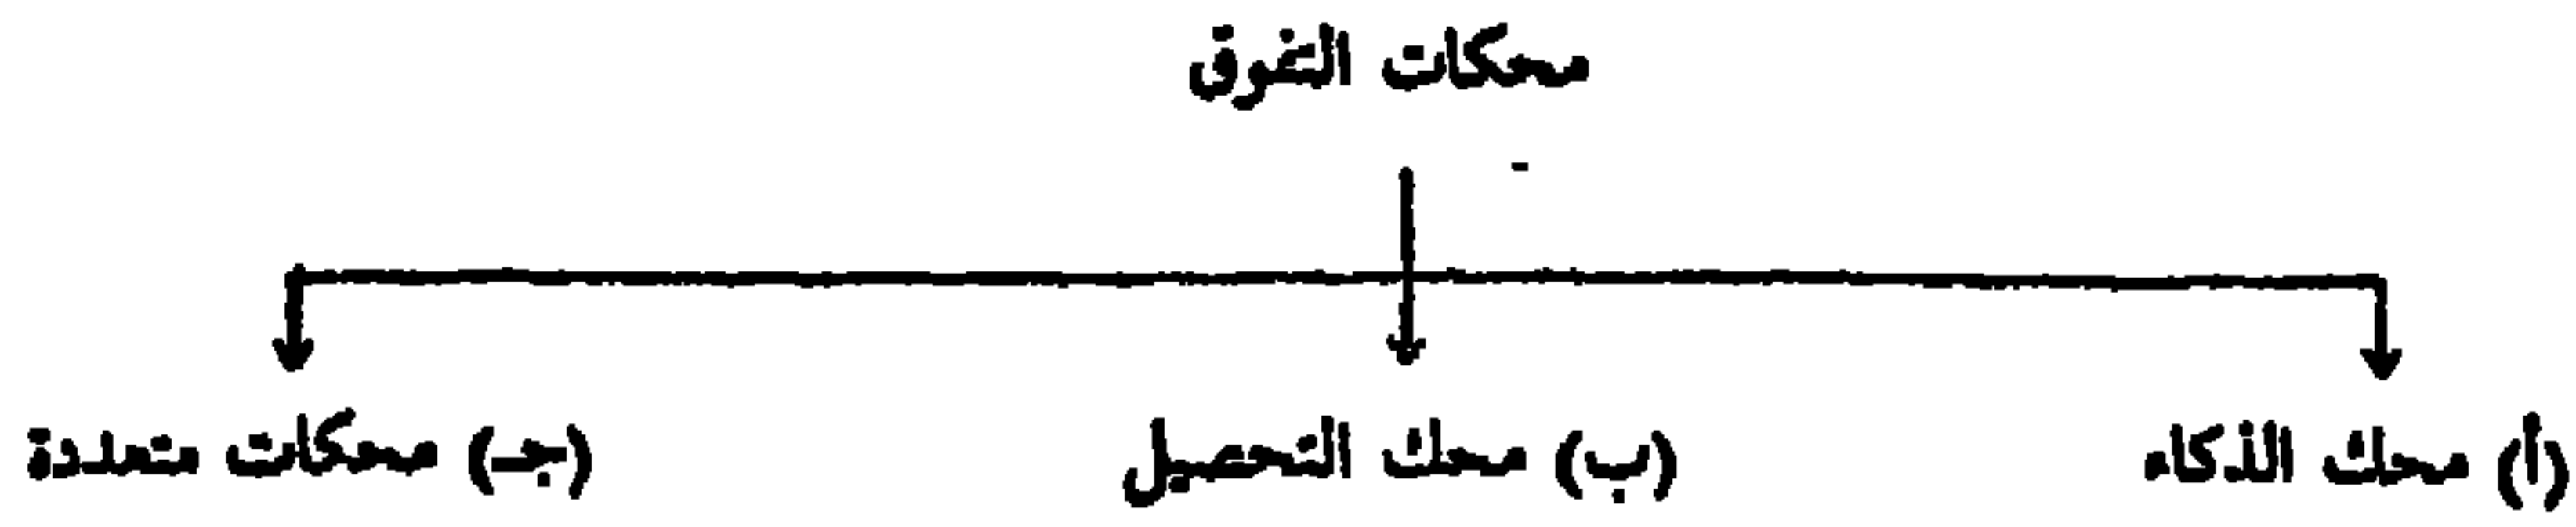 محكات التفوق
(أ) محك الذكاء
(ب) محك التحصيل
(جـ) محكات متعددة